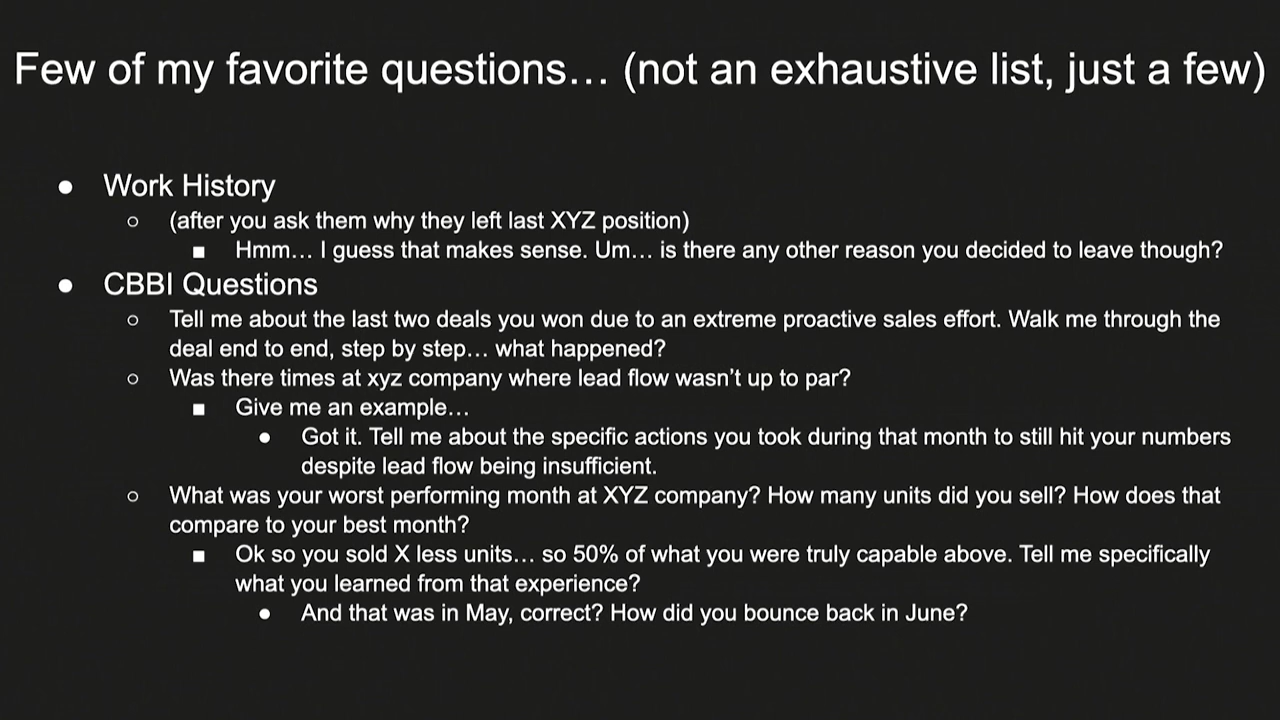 Few of my favorite questions… (not an exhaustive list, just a few)
● Work History
○ (after you ask them why they left last XYZ position)
■ Hmm… I guess that makes sense. Um… is there any other reason you decided to leave though?
● CBBI Questions
○ Tell me about the last two deals you won due to an extreme proactive sales effort. Walk me through the
deal end to end, step by step… what happened?
○ Was there times at xyz company where lead flow wasn’t up to par?
■ Give me an example…
● Got it. Tell me about the specific actions you took during that month to still hit your numbers
despite lead flow being insufficient.
○ What was your worst performing month at XYZ company? How many units did you sell? How does that
compare to your best month?
■ Ok so you sold X less units… so 50% of what you were truly capable above. Tell me specifically
what you learned from that experience?
● And that was in May, correct? How did you bounce back in June?